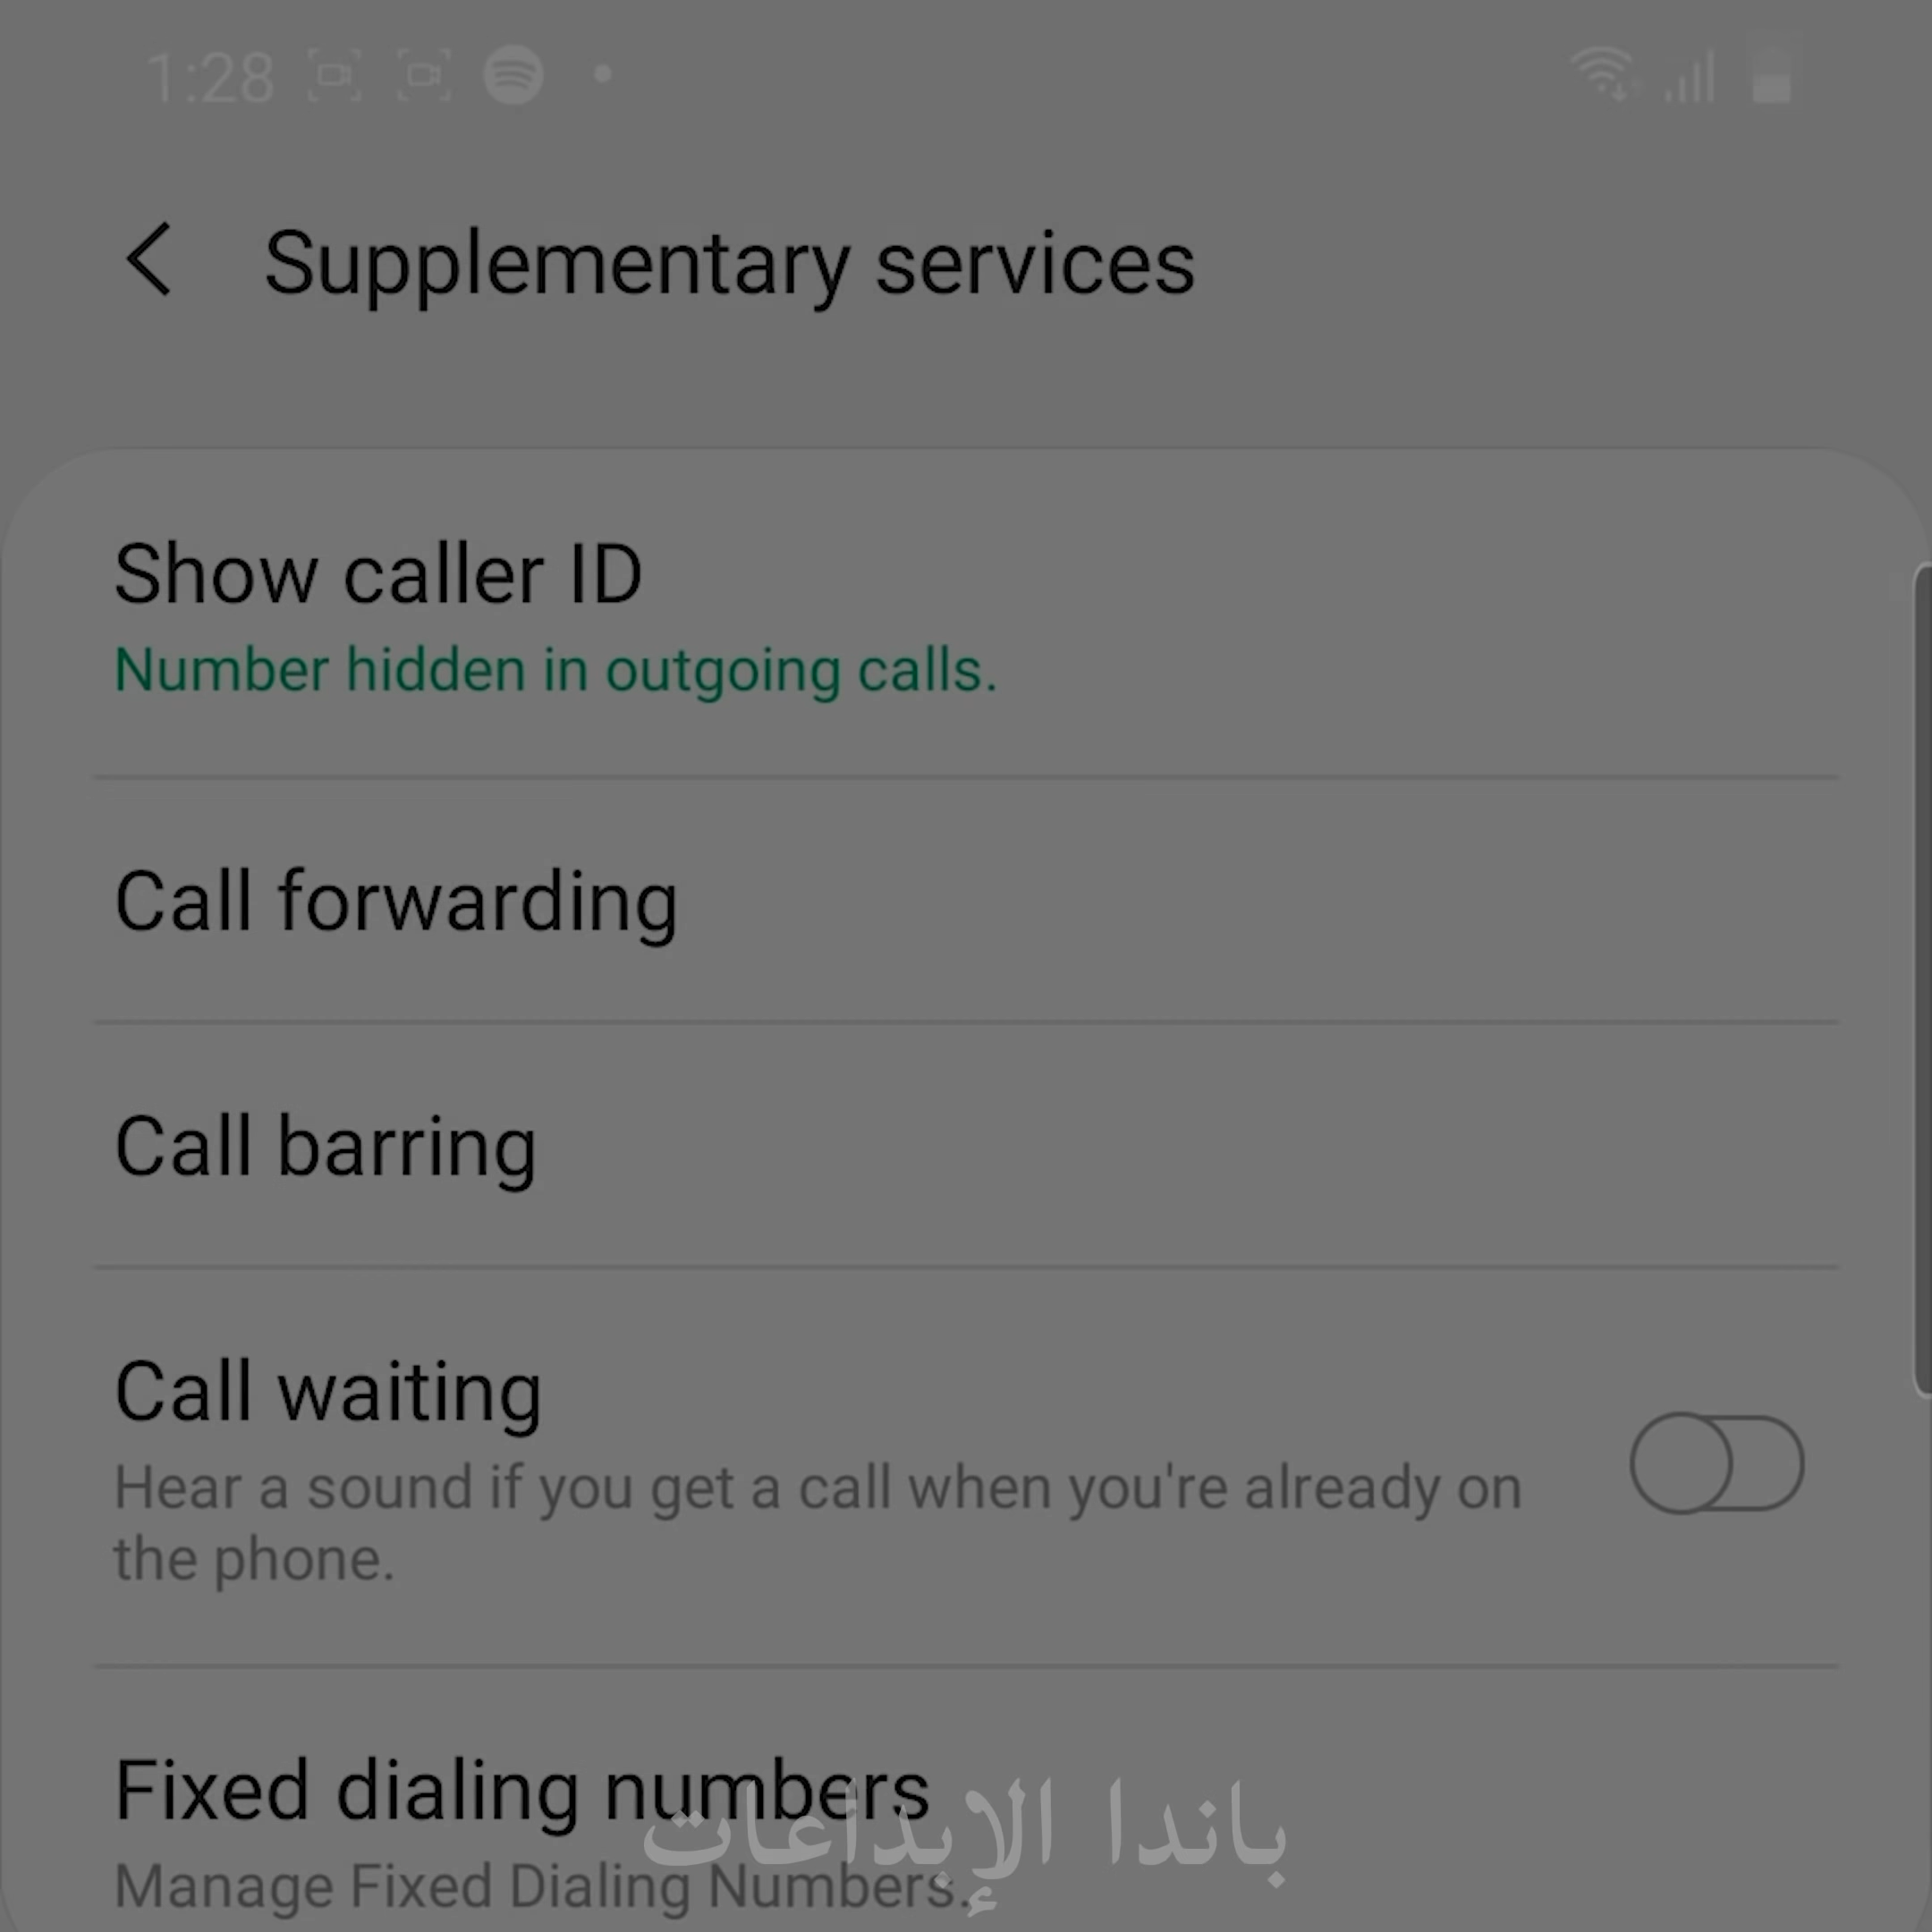 1:28
Supplementary services
Show caller ID
Number hidden in outgoing calls.
Call forwarding
Call barring
Call waiting
Hear a sound if you get a call when you're already on
the phone.
Fixed dialing numbers
باندا الإبداعات
Manage Fixed Dialing Numbers.